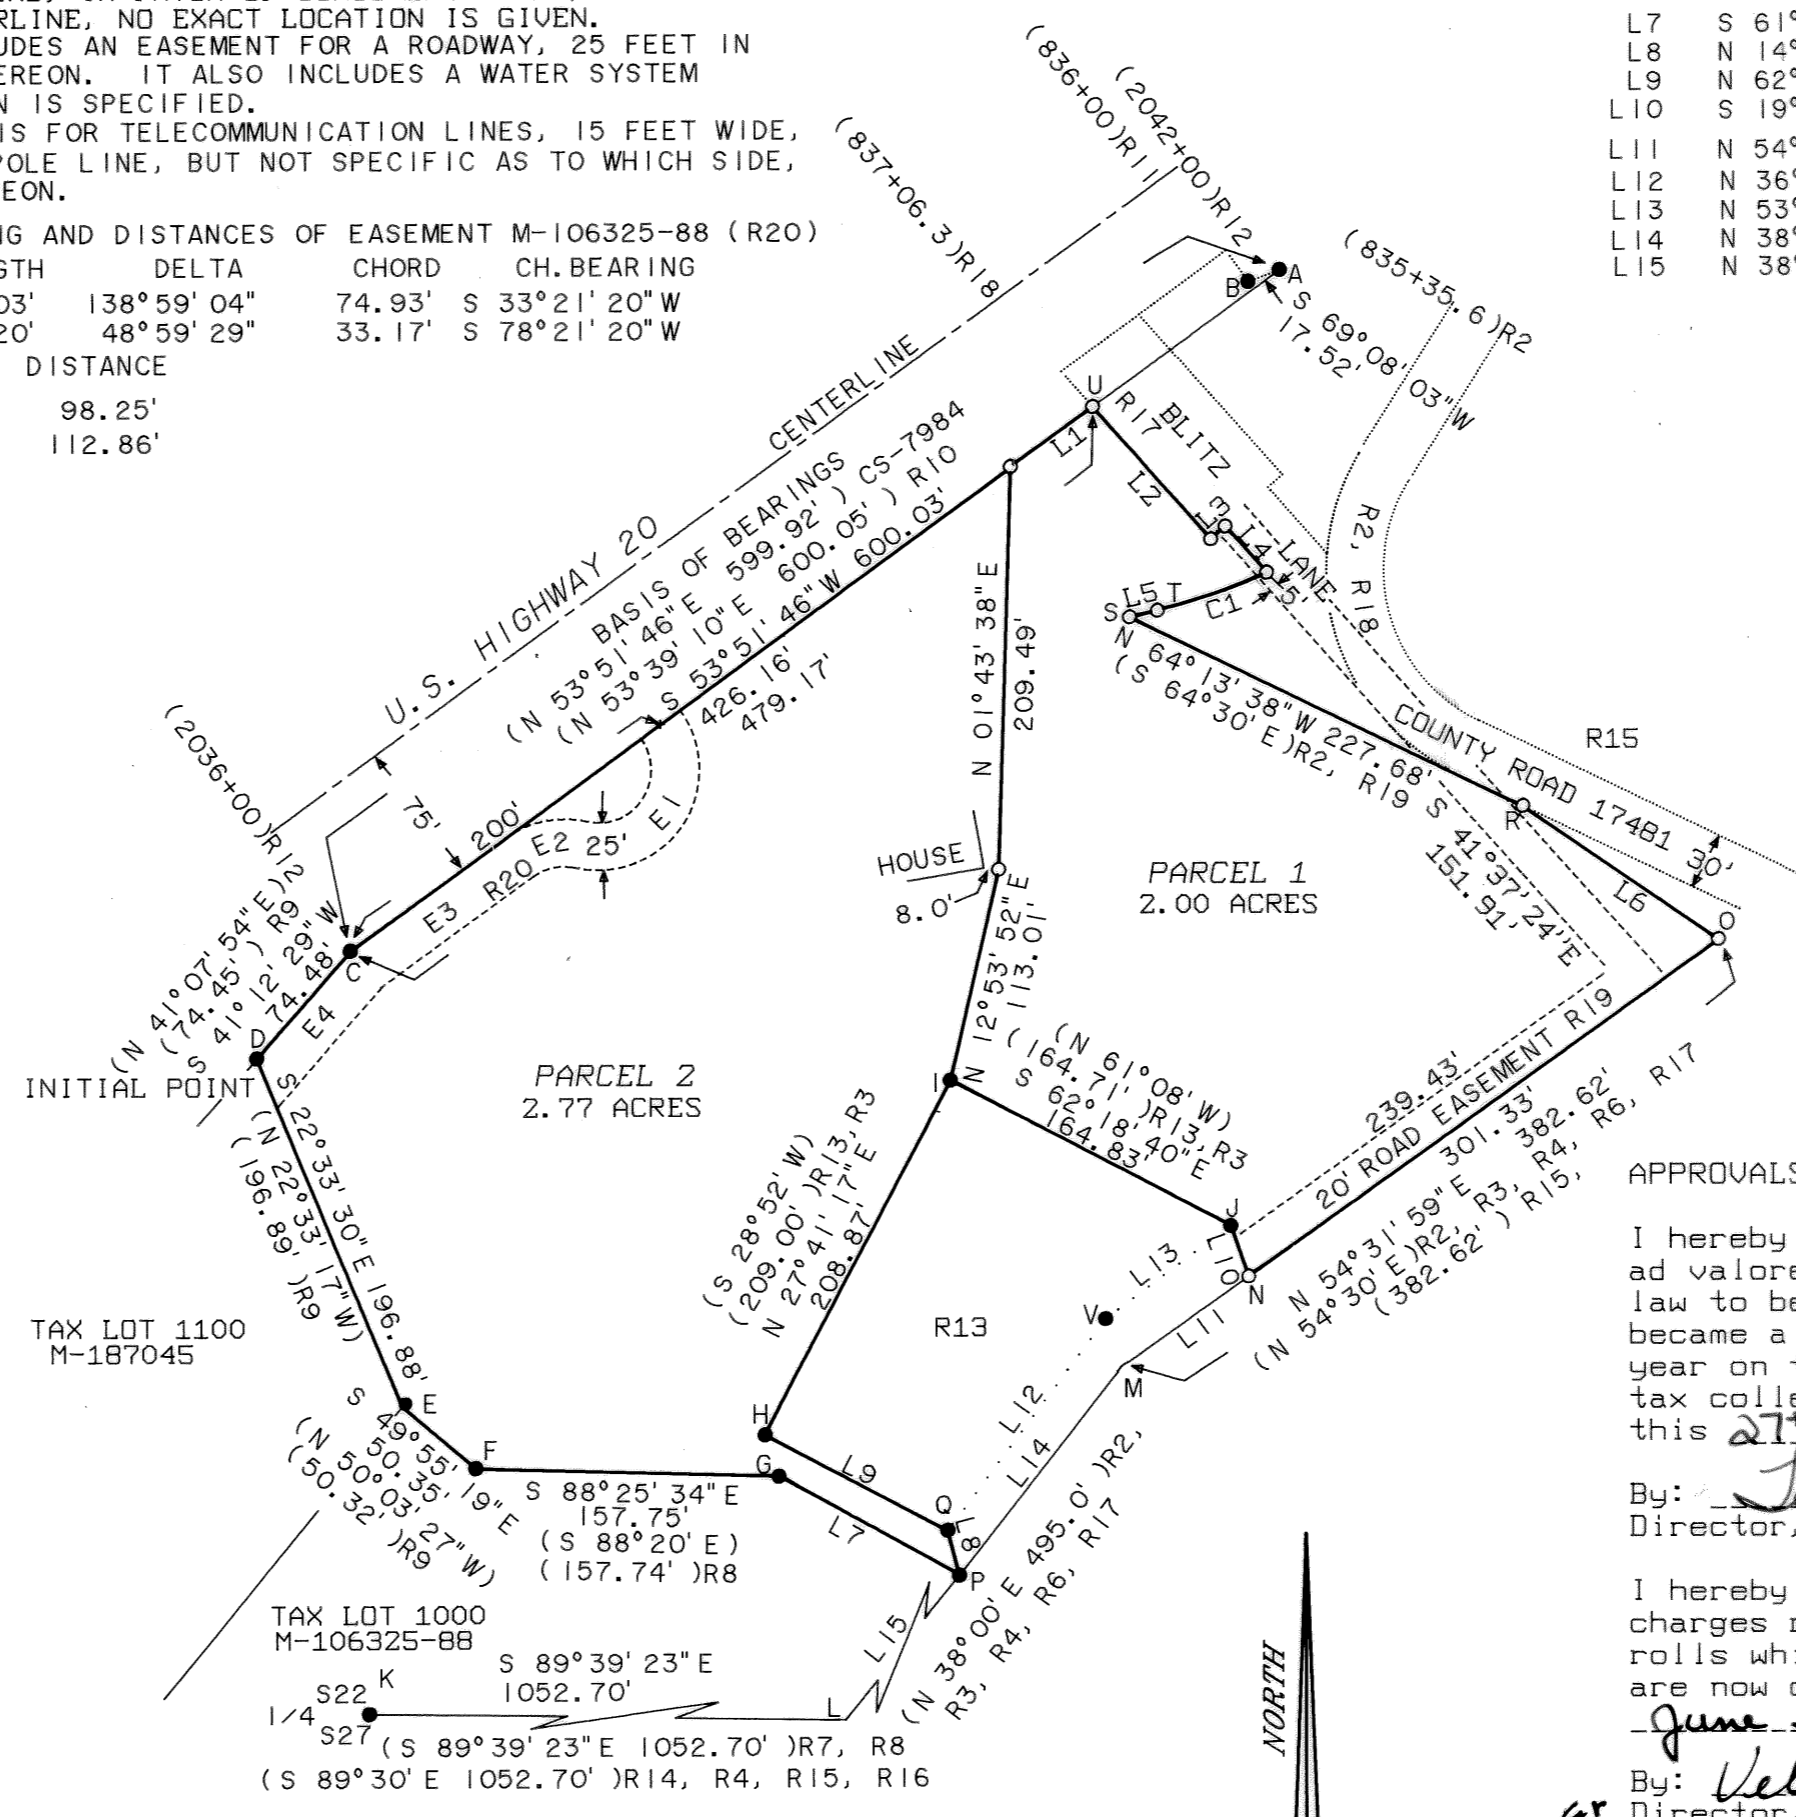 RLINE, NO EXACT LOCATION IS GIVEN.
UDES AN EASEMENT FOR A ROADWAY, 25 FEET IN
EREON. IT ALSO INCLUDES A WATER SYSTEM
N IS SPECIFIED.
IS FOR TELECOMMUNICATION LINES, 15 FEET WIDE,
POLE LINE, BUT NOT SPECIFIC AS TO WHICH SIDE,
EON.
NG AND DISTANCES OF EASEMENT M-106325-88 (R20)
GTH DELTA CHORD CH.BEARING
03' 138°59'04" 74.93' S 33°21'20"W
20' 48°59'29" 33.17' S 78°21'20"W
DISTANCE
98.25'
112.86'
L7 S 61°
L8 N 14°
L9 N 62°
L10 S 19°
L11 N 54°
L12 N 36°
L13 N 53°
L14 N 38°
L15 N 38°
(836+00)R11
(2042+00)R12
(837+06.3)R18
(835+35.6)R2
A
B
S 69°08'03"W
17.52'
U
R17
BLITZ
LANE
L1
L2
L3
L4
5'
C1
L5
T
S
R2, R18
CENTERLINE
U.S. HIGHWAY 20
BASIS OF BEARINGS
(N 53°51'46"E 599.92') CS-7984
(N 53°39'10"E 600.05') R10
S 53°51'46"W 600.03'
426.16'
479.17'
N 01°43'38"E
209.49'
N 64°13'38"W 227.68'
(S 64°30'E)R2, R19
COUNTY ROAD 17481
R15
30'
R
S 41°37'24"E
151.91'
L6
O
(2036+00)R12
75'
200'
E1
E2
25'
E3
R20
E4
HOUSE
8.0'
PARCEL 1
2.00 ACRES
C
(N 41°07'54"E)
(74.45') R9
S 41°12'29"W
74.48'
D
INITIAL POINT
N 12°53'52"E
113.01'
PARCEL 2
2.77 ACRES
I
(N 61°08'W)
(164.71')R13, R3
S 62°18'40"E
164.83'
239.43'
20' ROAD EASEMENT R19
301.33'
N 54°31'59"E 382.62'
(N 54°30'E)R2, R3, R4, R6, R17
(382.62') R15,
S 22°33'30"E 196.88'
(N 22°33'17"W)
(196.89')R9
(S 28°52'W)
(209.00')R13, R3
N 27°41'17"E
208.87'
J
L10
N
L13
V
L11
M
R13
TAX LOT 1100
M-187045
E
S 49°55'19"E
50.35'
(N 50°03'27"W)
(50.32')R9
F
S 88°25'34"E
157.75'
(S 88°20'E)
(157.74')R8
H
G
L9
L7
Q
L8
P
L12
L14
(N 38°00'E 495.0')R2,
R3, R4, R6, R17
L15
TAX LOT 1000
M-106325-88
S 89°39'23"E
1052.70'
K
1/4 S22
S27
L
(S 89°39'23"E 1052.70')R7, R8
(S 89°30'E 1052.70')R14, R4, R15, R16
NORTH
APPROVALS
I hereby
ad valore
law to be
became a
year on
tax colle
this 27
By:
Director,
I hereby
charges
rolls whi
are now
June
By: Vel
Director